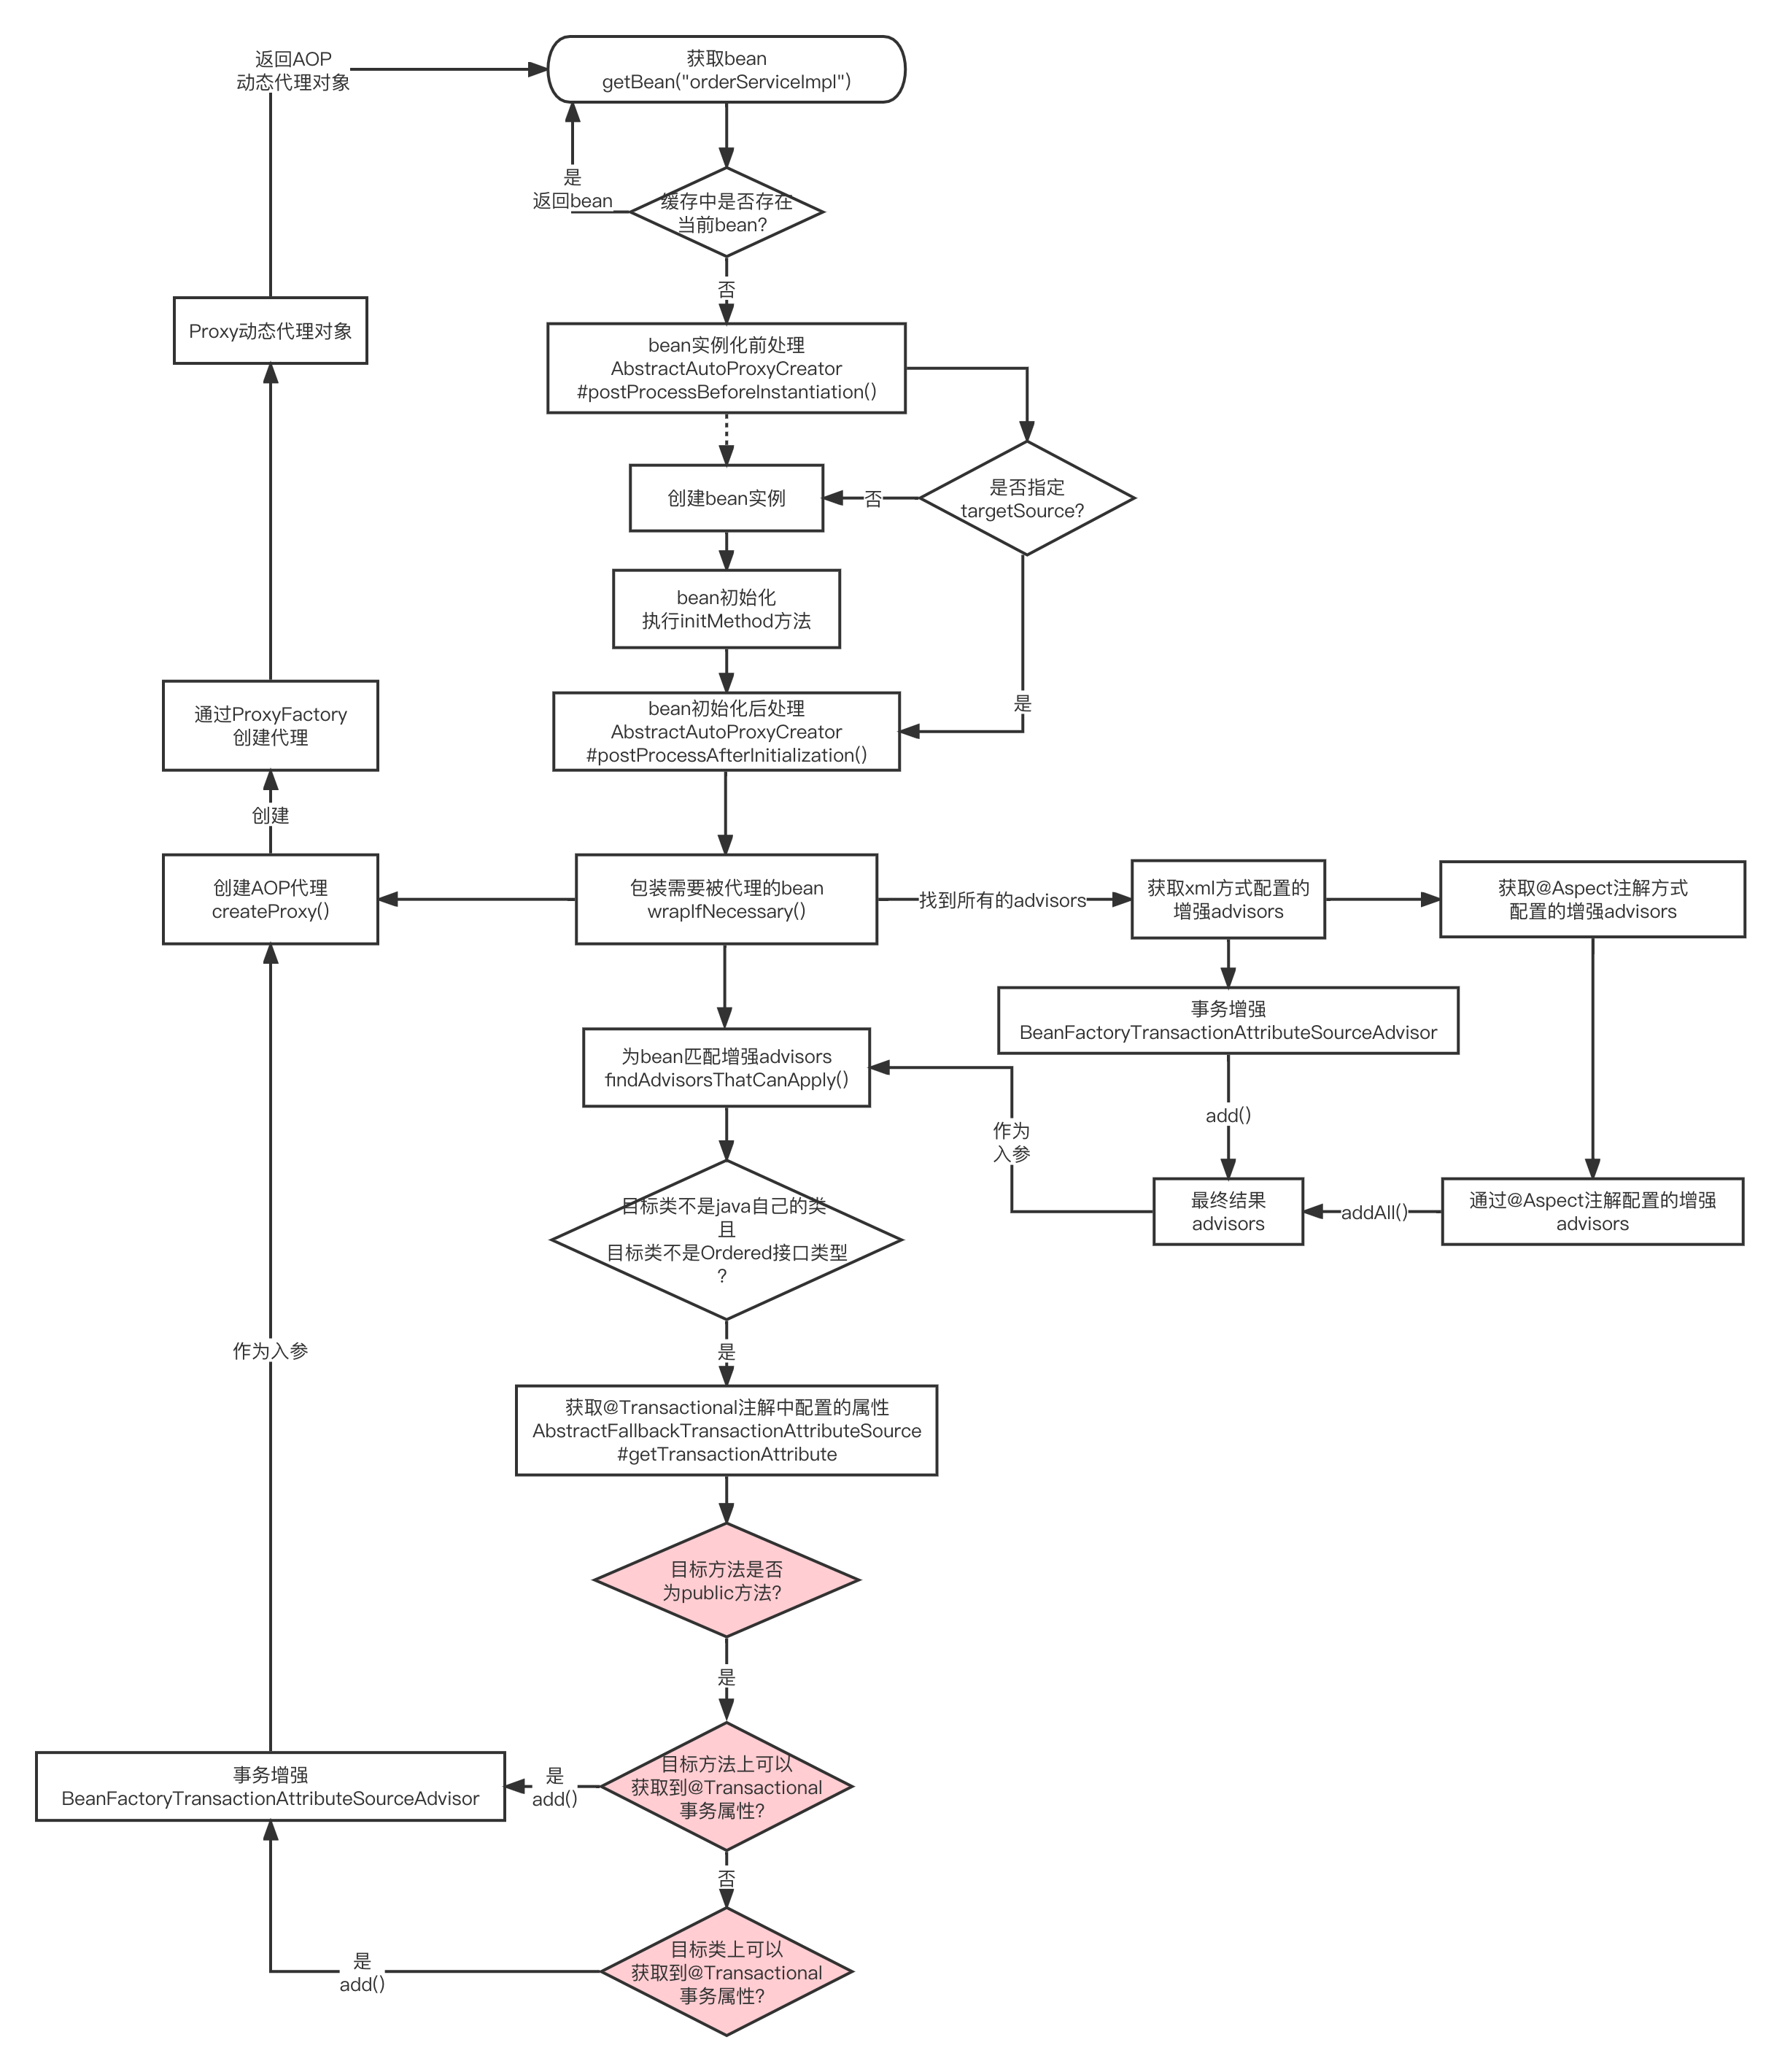 返回AOP
动态代理对象
获取bean
getBean("orderServiceImpl")
是
返回bean
缓存中是否存在
当前bean?
否
Proxy动态代理对象
bean实例化前处理
AbstractAutoProxyCreator
#postProcessBeforeInstantiation()
创建bean实例
否
是否指定
targetSource?
bean初始化
执行initMethod方法
是
通过ProxyFactory
创建代理
bean初始化后处理
AbstractAutoProxyCreator
#postProcessAfterInitialization()
创建
创建AOP代理
createProxy()
包装需要被代理的bean
wrapIfNecessary()
找到所有的advisors
获取xml方式配置的
增强advisors
获取@Aspect注解方式
配置的增强advisors
事务增强
BeanFactoryTransactionAttributeSourceAdvisor
为bean匹配增强advisors
findAdvisorsThatCanApply()
add()
作为
入参
最终结果
advisors
addAll()
通过@Aspect注解配置的增强
advisors
目标类不是java自己的类
且
目标类不是Ordered接口类型
?
作为入参
是
获取@Transactional注解中配置的属性
AbstractFallbackTransactionAttributeSource
#getTransactionAttribute
目标方法是否
为public方法?
是
事务增强
BeanFactoryTransactionAttributeSourceAdvisor
是
add()
目标方法上可以
获取到@Transactional
事务属性?
否
是
add()
目标类上可以
获取到@Transactional
事务属性?